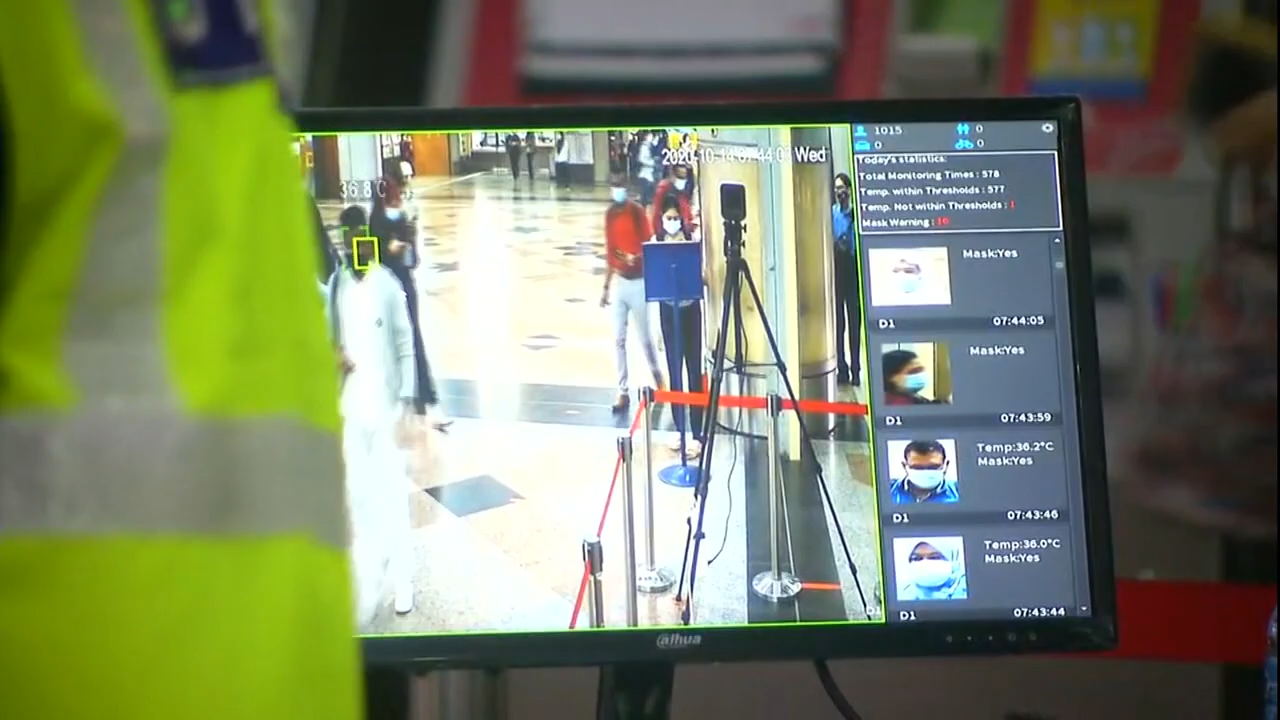 1015
0
0
0
2020-10-14 07:44:0 Wed
Today's statistics:
Total Monitoring Times : 578
Temp. within Thresholds : 577
Temp. Not within Thresholds : 1
Mask Warning : 16
36.8°C
Mask:Yes
D1 07:44:05
Mask:Yes
D1 07:43:59
Temp:36.2°C
Mask:Yes
D1 07:43:46
Temp:36.0°C
Mask:Yes
D1 07:43:44
D1
alhua